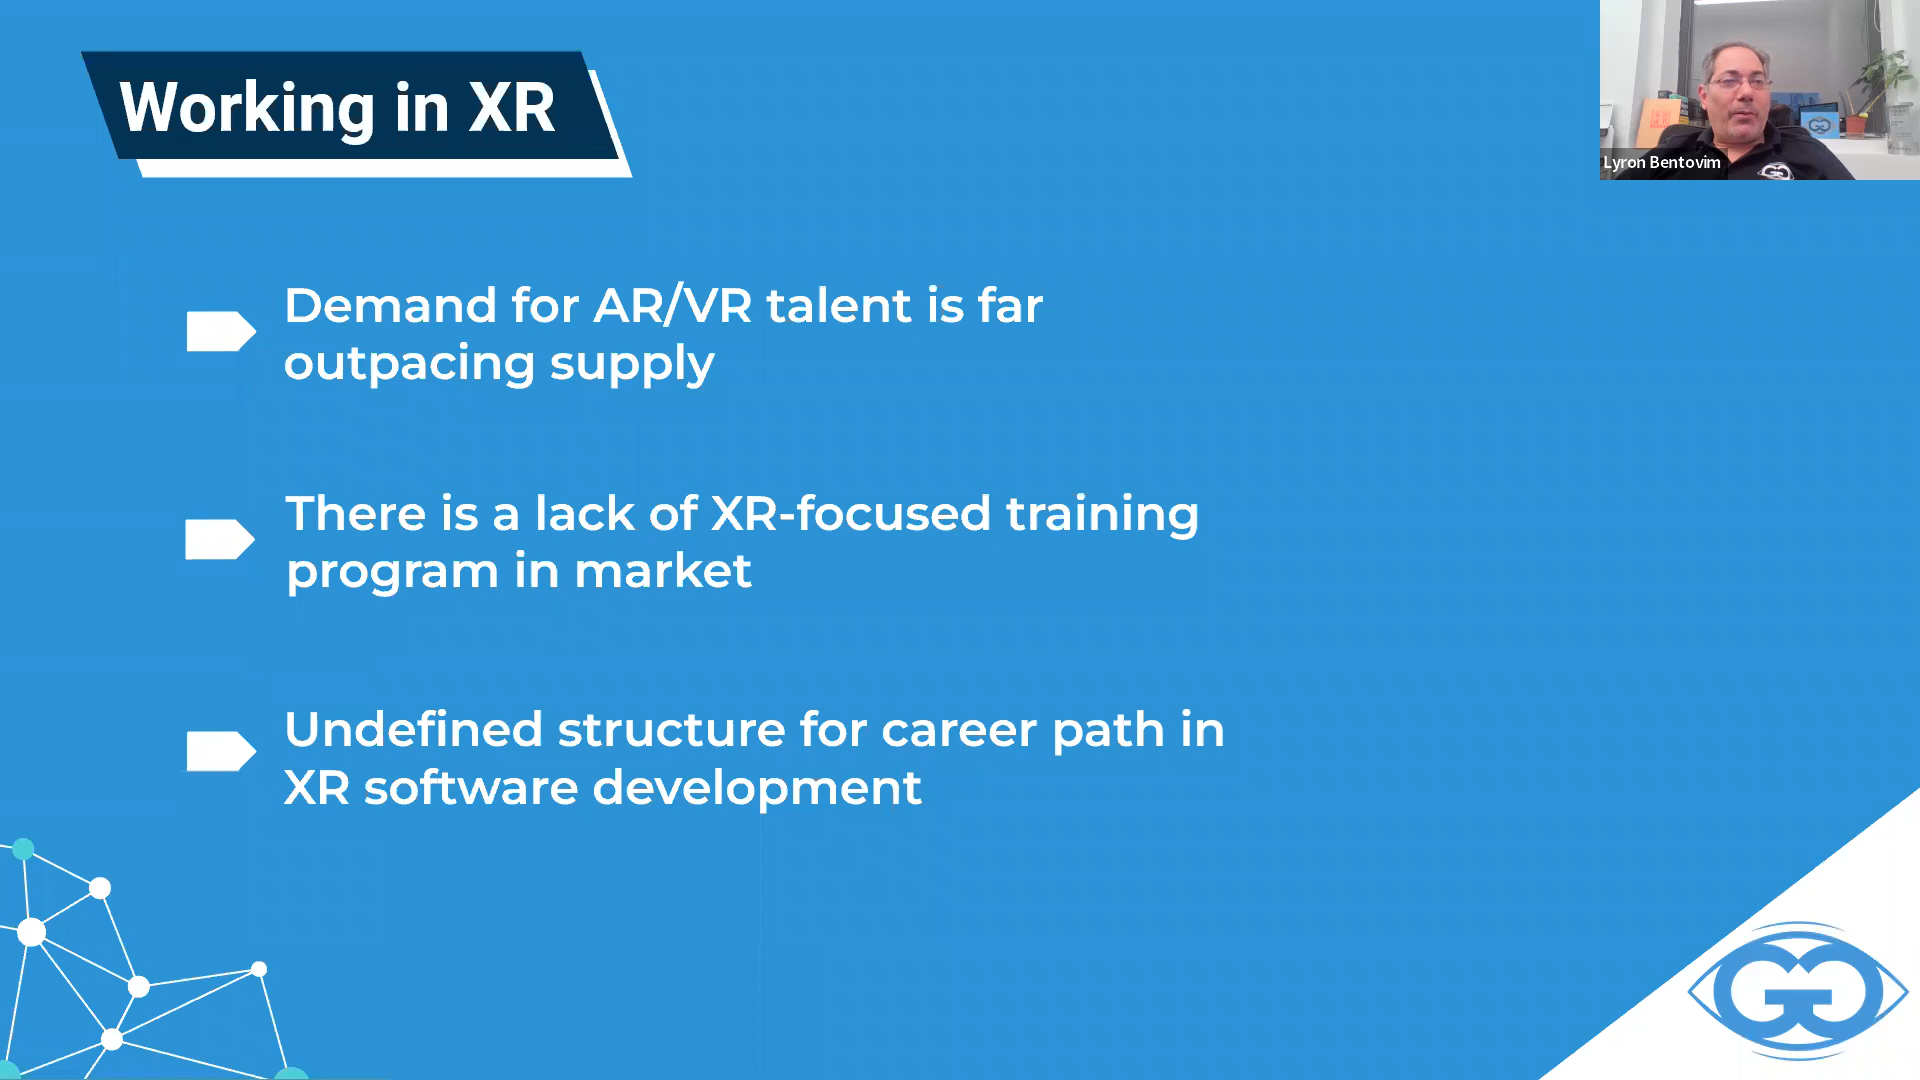 Working in XR
Lyron Bentovim
Demand for AR/VR talent is far
outpacing supply
There is a lack of XR-focused training
program in market
Undefined structure for career path in
XR software development